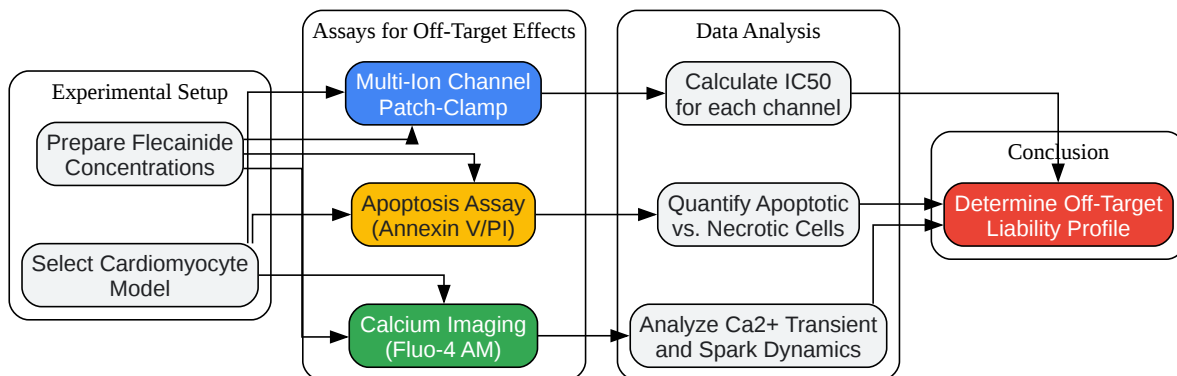 Experimental Setup
Prepare Flecainide
Concentrations
Select Cardiomyocyte
Model
Assays for Off-Target Effects
Multi-Ion Channel
Patch-Clamp
Apoptosis Assay
(Annexin V/PI)
Calcium Imaging
(Fluo-4 AM)
Data Analysis
Calculate IC50
for each channel
Quantify Apoptotic
vs. Necrotic Cells
Analyze Ca2+ Transient
and Spark Dynamics
Conclusion
Determine Off-Target
Liability Profile